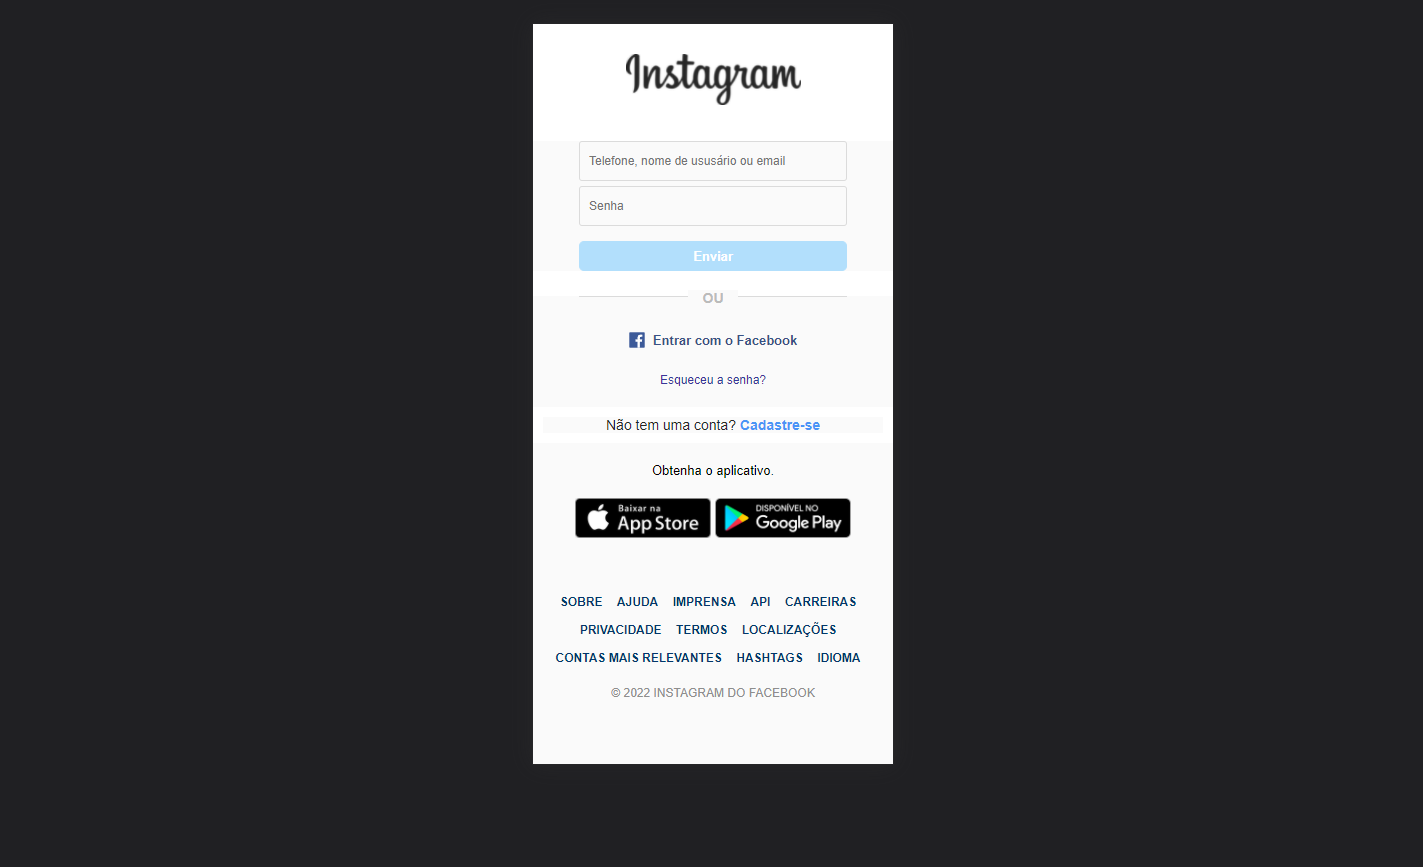 Instagram
Telefone, nome de ususário ou email
Senha
Enviar
OU
Entrar com o Facebook
Esqueceu a senha?
Não tem uma conta? Cadastre-se
Obtenha o aplicativo.
Baixar na
App Store
DISPONÍVEL NO
Google Play
SOBRE AJUDA IMPRENSA API CARREIRAS
PRIVACIDADE TERMOS LOCALIZAÇÕES
CONTAS MAIS RELEVANTES HASHTAGS IDIOMA
© 2022 INSTAGRAM DO FACEBOOK